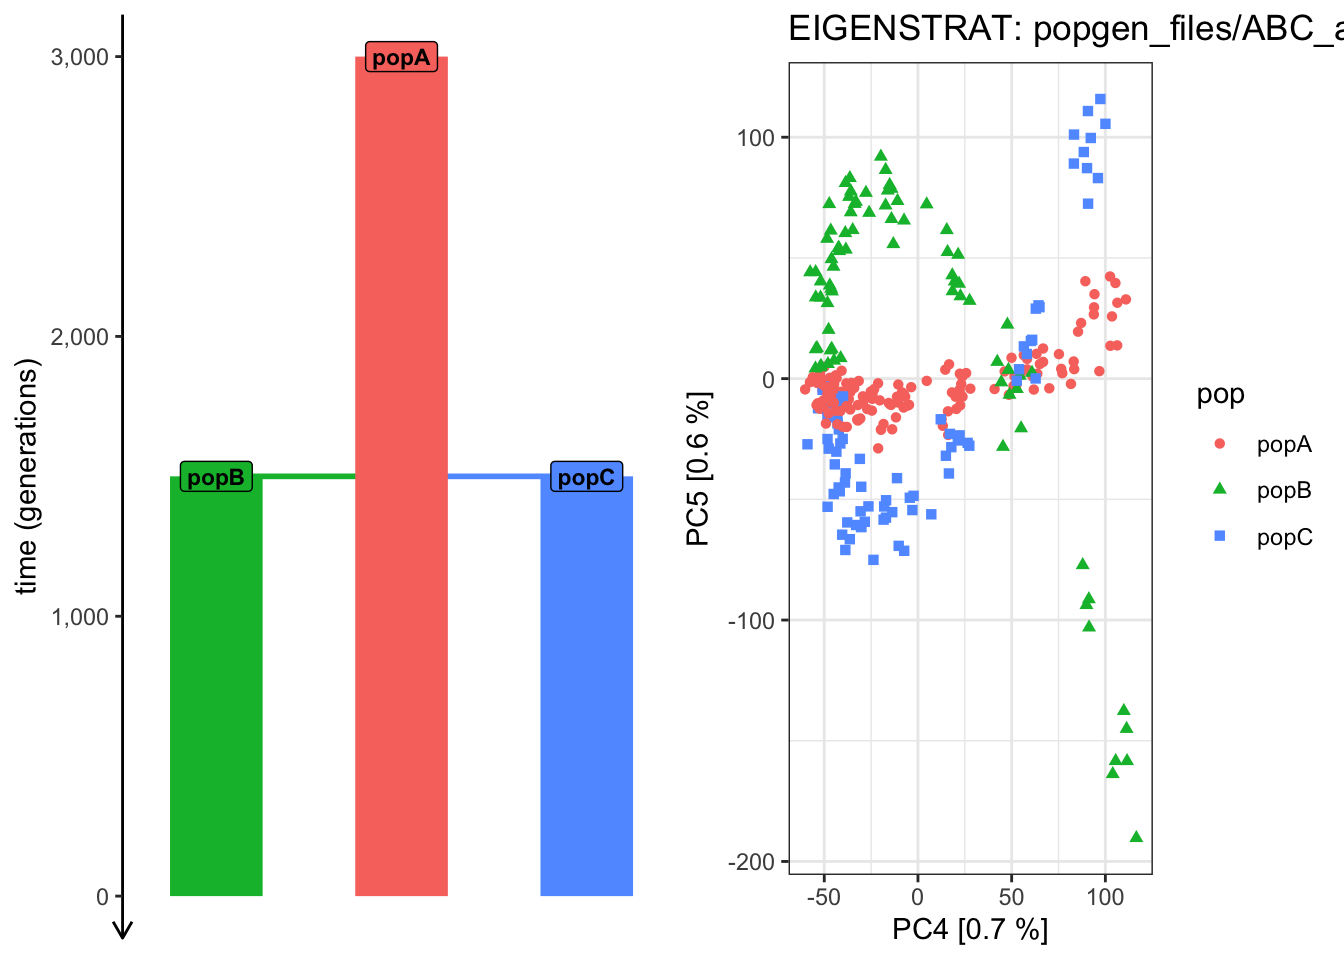 time (generations)
3,000
2,000
1,000
0
popA
popB
popC
EIGENSTRAT: popgen_files/ABC_a
PC5 [0.6 %]
100
0
-100
-200
-50 0 50 100
PC4 [0.7 %]
pop
popA
popB
popC